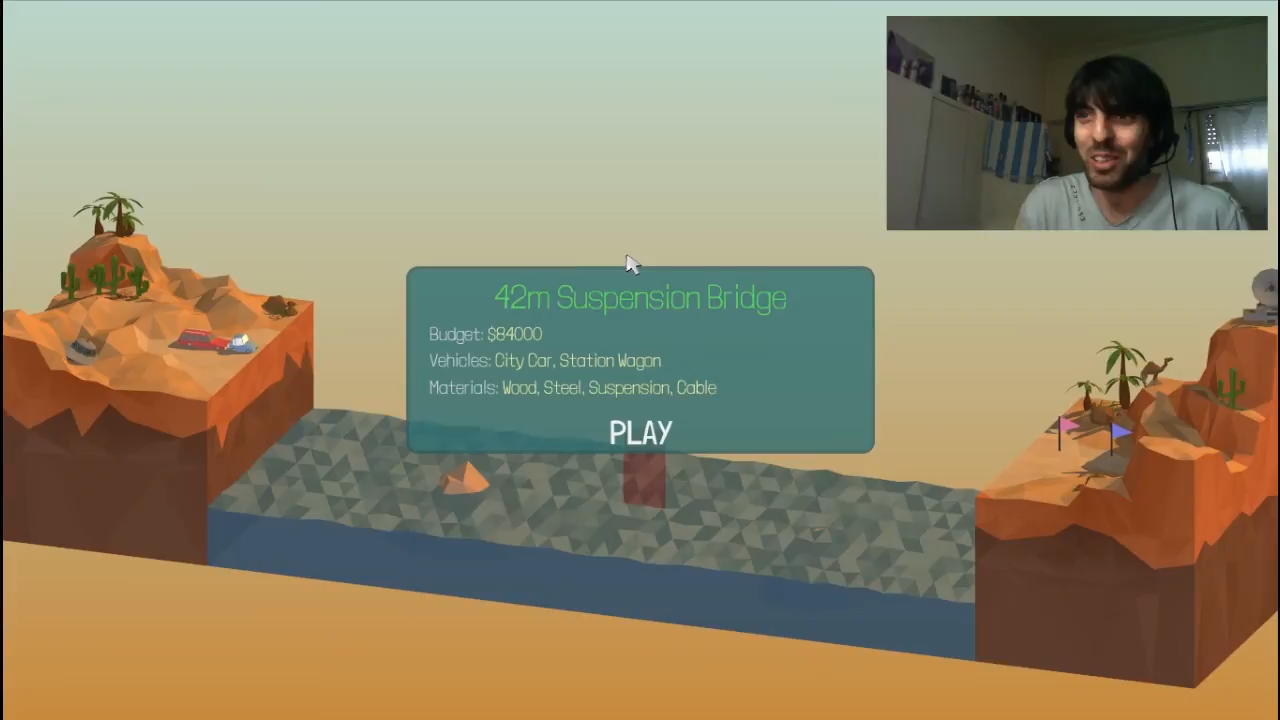 42m Suspension Bridge
Budget: $84000
Vehicles: City Car, Station Wagon
Materials: Wood, Steel, Suspension, Cable
PLAY